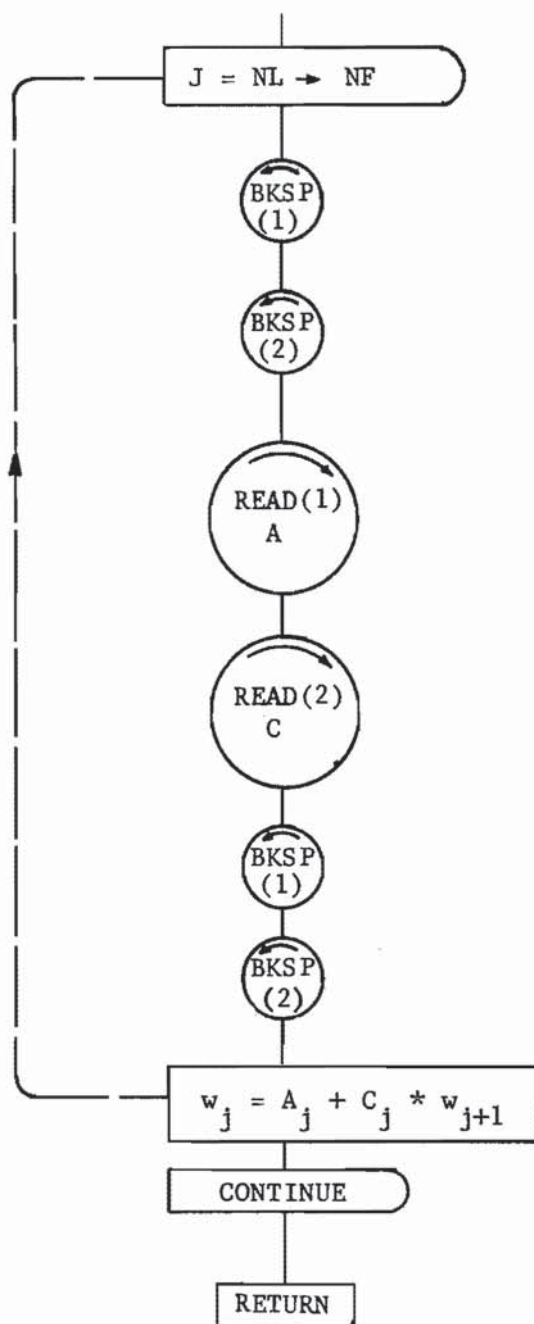 J = NL → NF
BKSP
(1)
BKSP
(2)
READ(1)
A
READ(2)
C
BKSP
(1)
BKSP
(2)
w_j = A_j + C_j * w_{j+1}
CONTINUE
RETURN